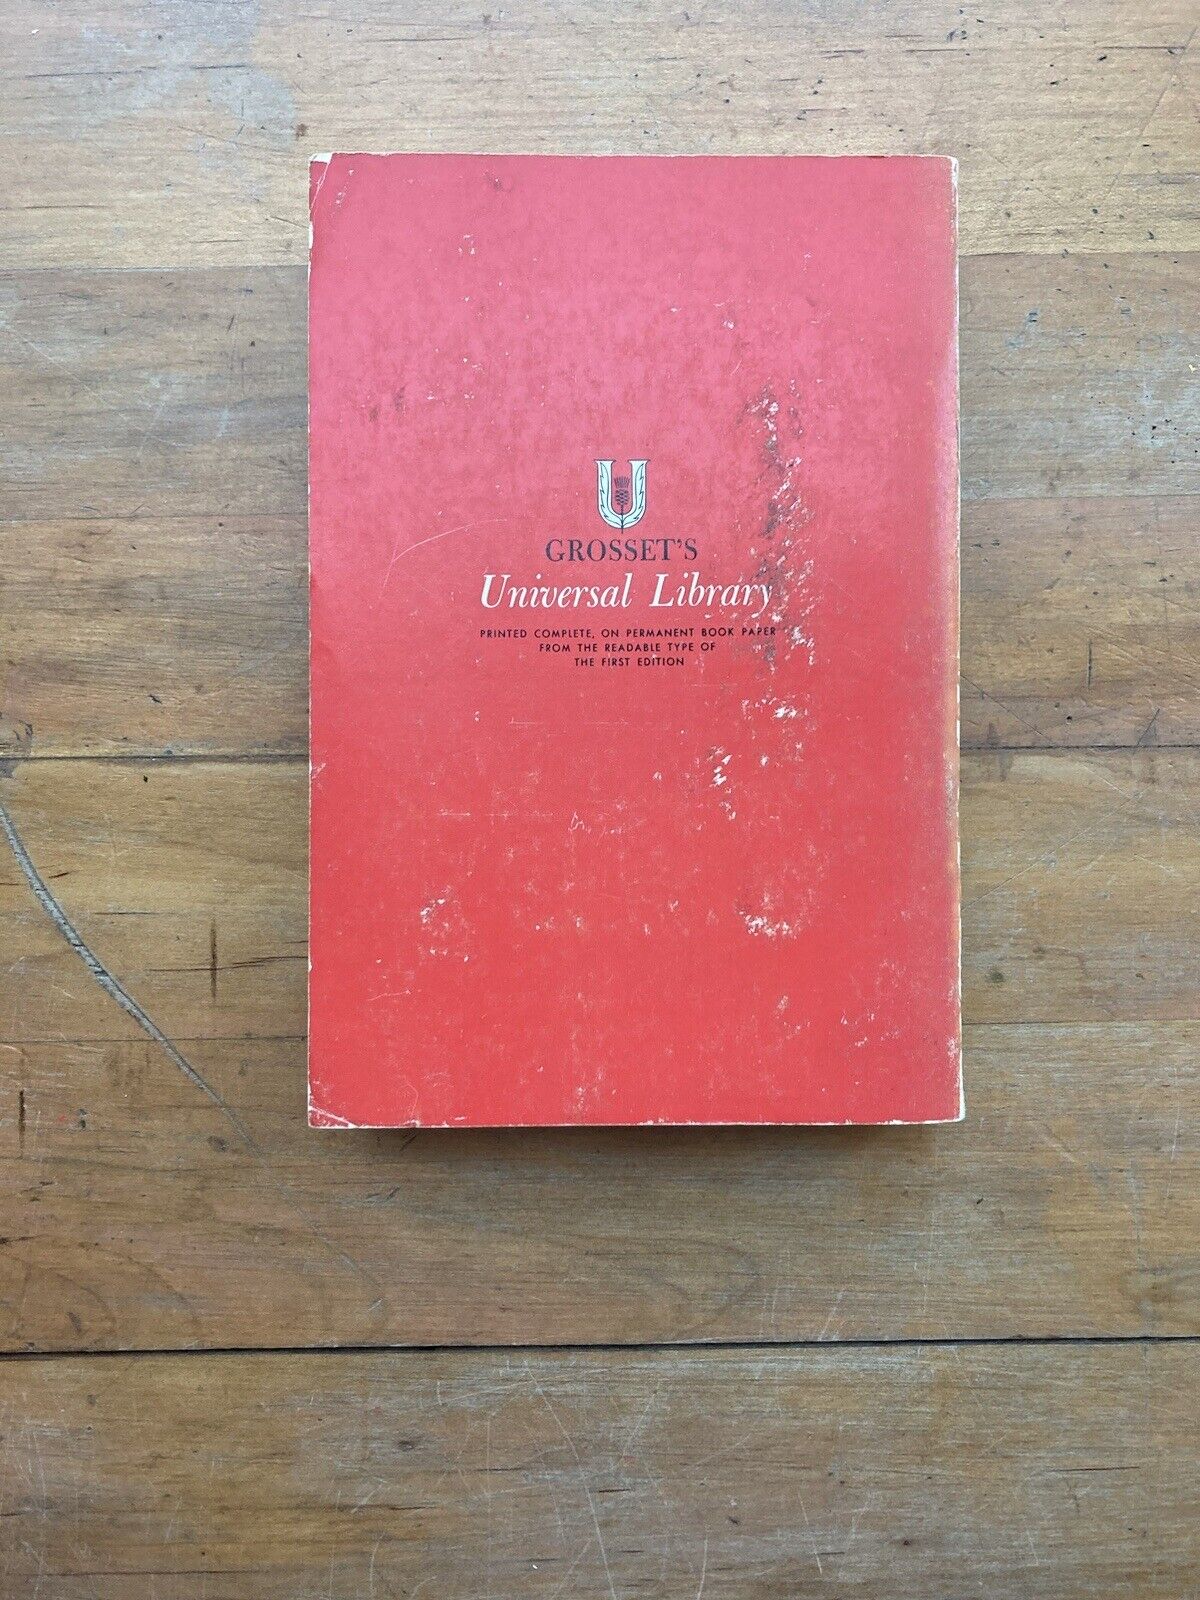 U
GROSSET'S
Universal Library
PRINTED COMPLETE, ON PERMANENT BOOK PAPER
FROM THE READABLE TYPE OF
THE FIRST EDITION